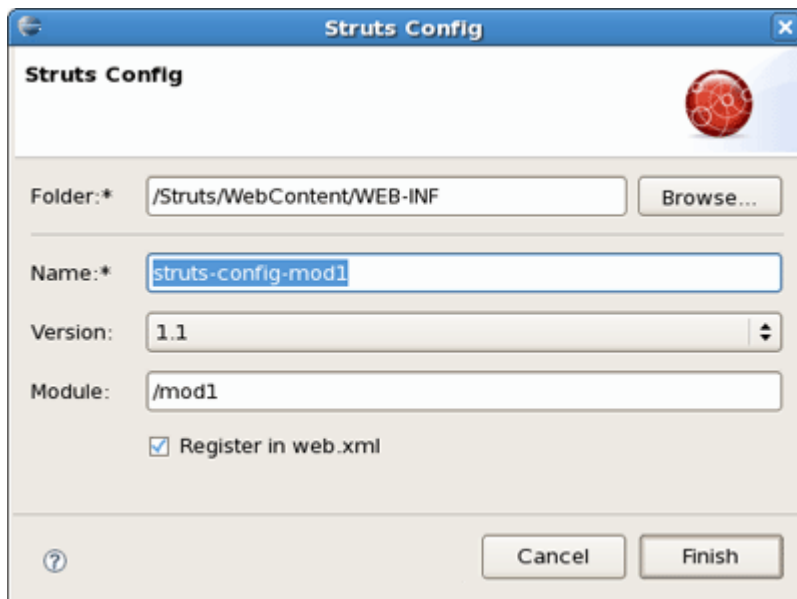 Struts Config
Struts Config
Folder:* /Struts/WebContent/WEB-INF Browse...
Name:* struts-config-mod1
Version: 1.1
Module: /mod1
Register in web.xml
? Cancel Finish